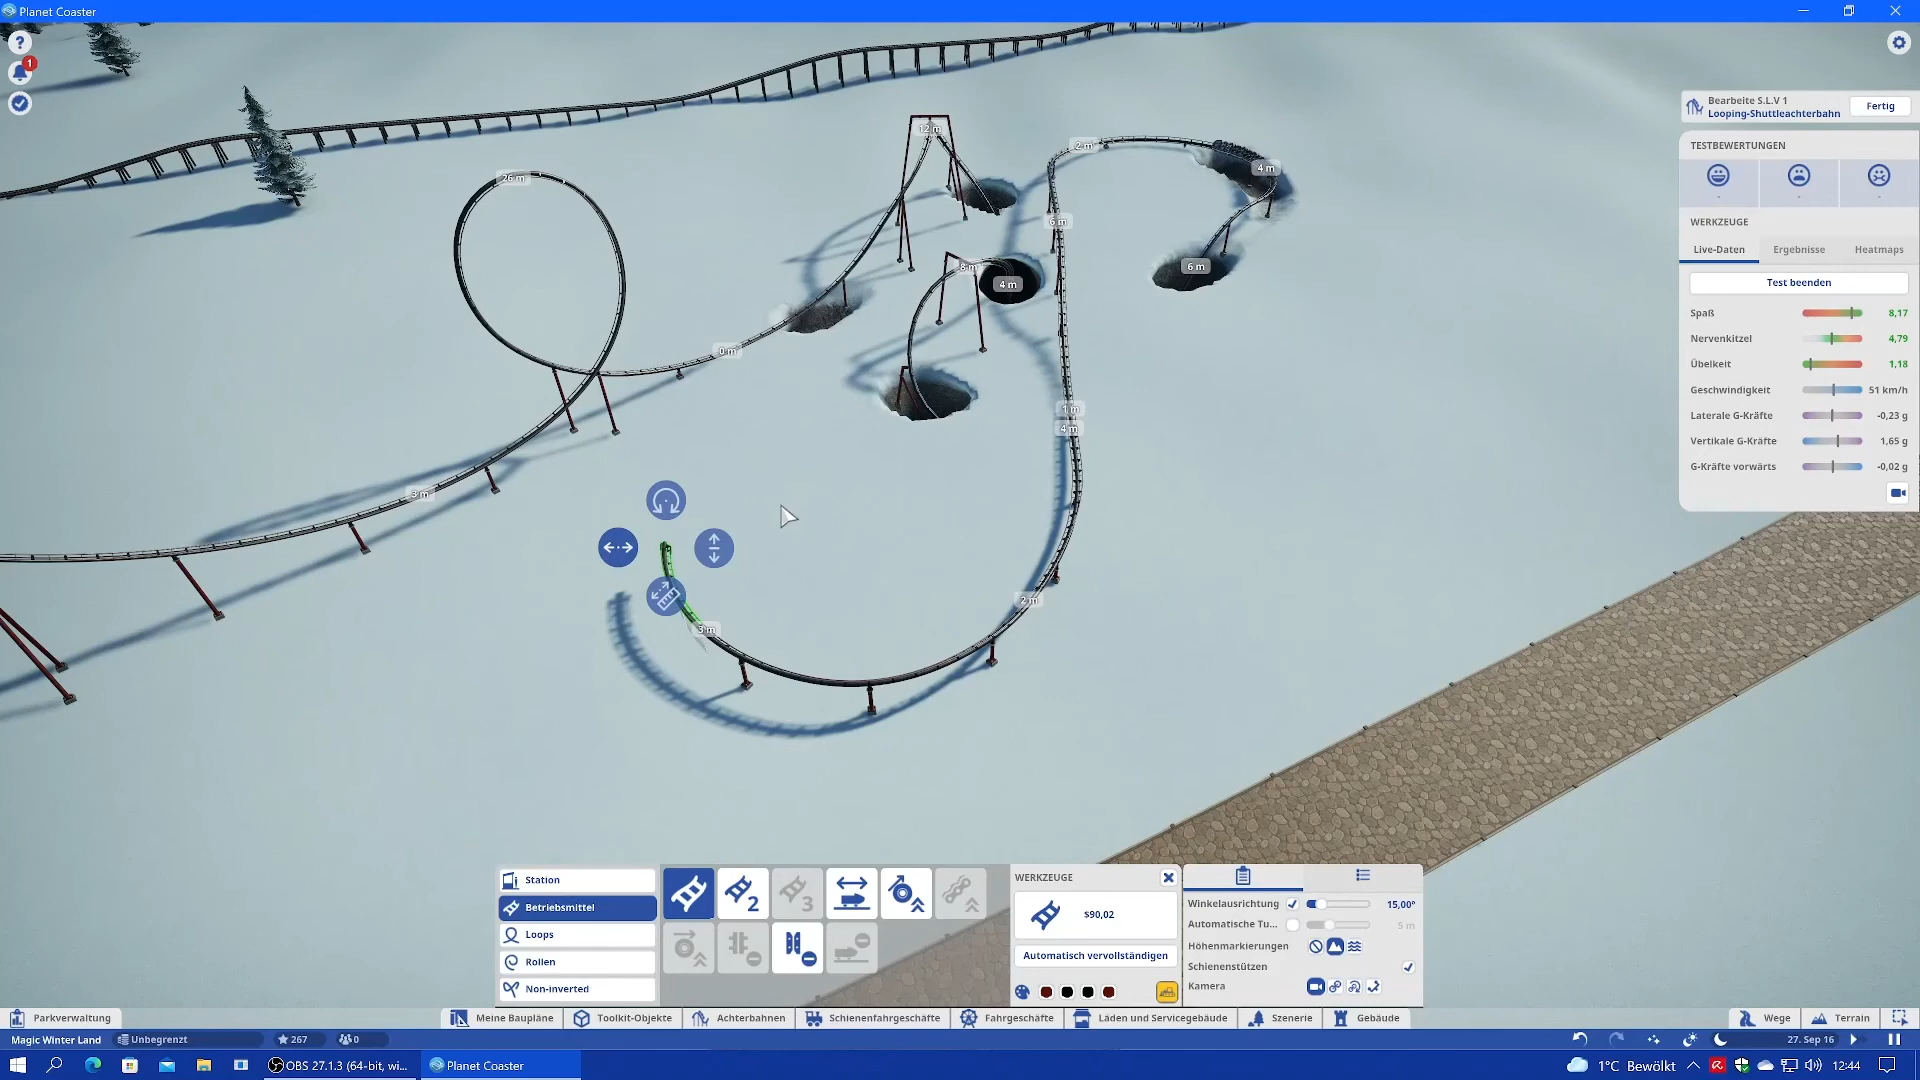 Planet Coaster
?
1
Bearbeite S.L.V 1
Looping-Shuttleachterbahn
Fertig
TESTBEWERTUNGEN
- - -
WERKZEUGE
Live-Daten Ergebnisse Heatmaps
Test beenden
Spaß 8,17
Nervenkitzel 4,79
Übelkeit 1,18
Geschwindigkeit 51 km/h
Laterale G-Kräfte -0,23 g
Vertikale G-Kräfte 1,65 g
G-Kräfte vorwärts -0,02 g
12 m
2 m
4 m
26 m
6 m
8 m
4 m
6 m
0 m
1 m
4 m
3 m
2 m
3 m
Station
Betriebsmittel
Loops
Rollen
Non-inverted
2
3
WERKZEUGE
$90,02
Automatisch vervollständigen
Winkelausrichtung 15,00°
Automatische Tu... 5 m
Höhenmarkierungen
Schienenstützen
Kamera
Parkverwaltung
Meine Baupläne
Toolkit-Objekte
Achterbahnen
Schienenfahrgeschäfte
Fahrgeschäfte
Läden und Servicegebäude
Szenerie
Gebäude
Wege
Terrain
Magic Winter Land
Unbegrenzt
267
0
27. Sep 16
OBS 27.1.3 (64-bit, wi...
Planet Coaster
1°C Bewölkt
12:44